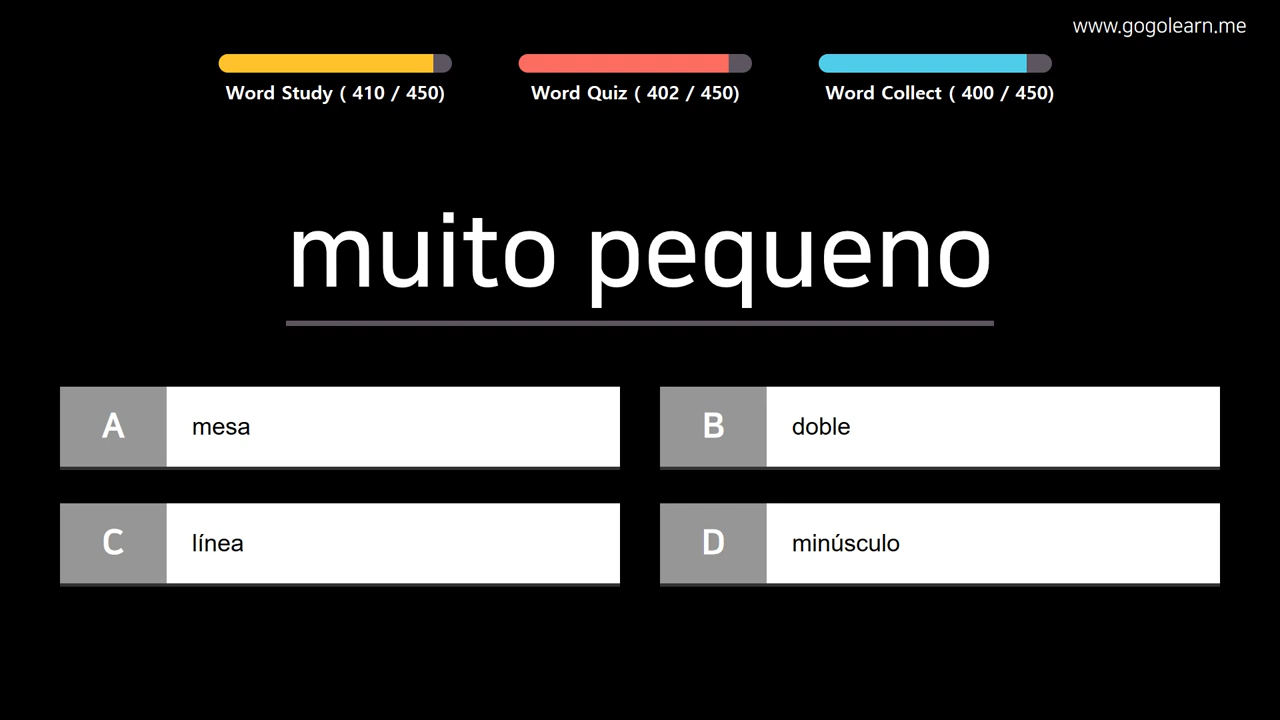 www.gogolearn.me
Word Study ( 410 / 450)
Word Quiz ( 402 / 450)
Word Collect ( 400 / 450)
muito pequeno
A mesa
B doble
C línea
D minúsculo